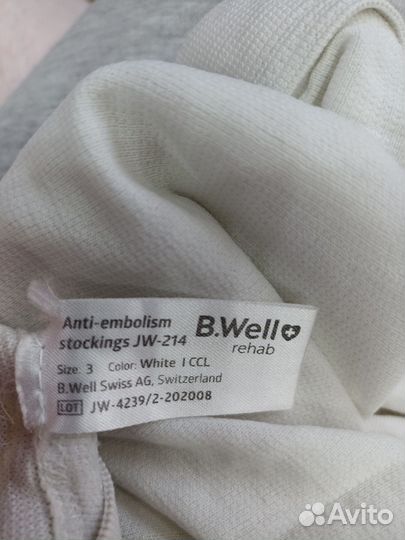 Anti-embolism
stockings JW-214
B.Well
rehab
Size: 3 Color: White I CCL
B.Well Swiss AG, Switzerland
LOT JW-4239/2-202008
Avito